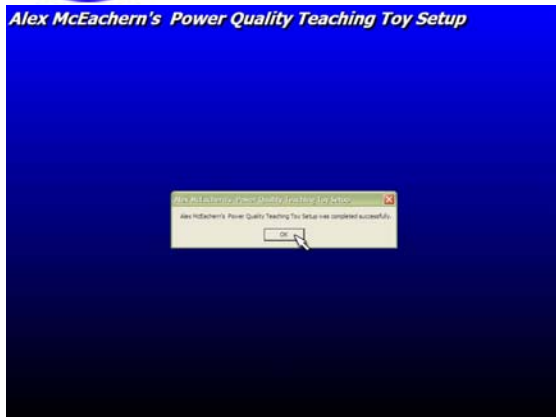 Alex McEachern's Power Quality Teaching Toy Setup
Alex McEachern's Power Quality Teaching Toy Setup
Alex McEachern's Power Quality Teaching Toy Setup was completed successfully.
OK